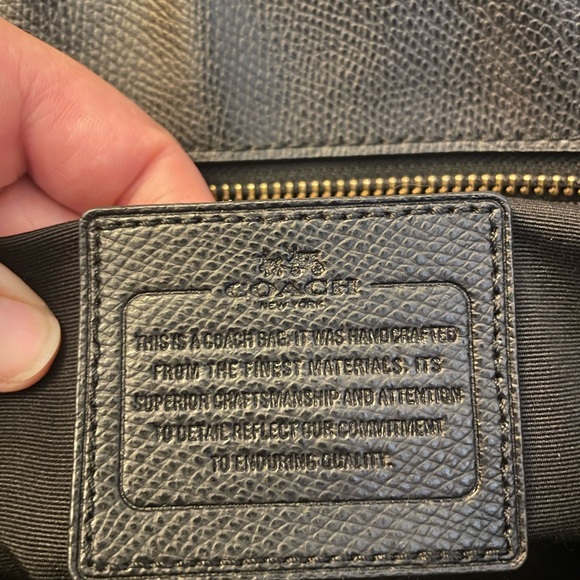 COACH
NEW YORK
THIS IS A COACH BAG. IT WAS HANDCRAFTED
FROM THE FINEST MATERIALS. ITS
SUPERIOR CRAFTSMANSHIP AND ATTENTION
TO DETAIL REFLECT OUR COMMITMENT
TO ENDURING QUALITY.